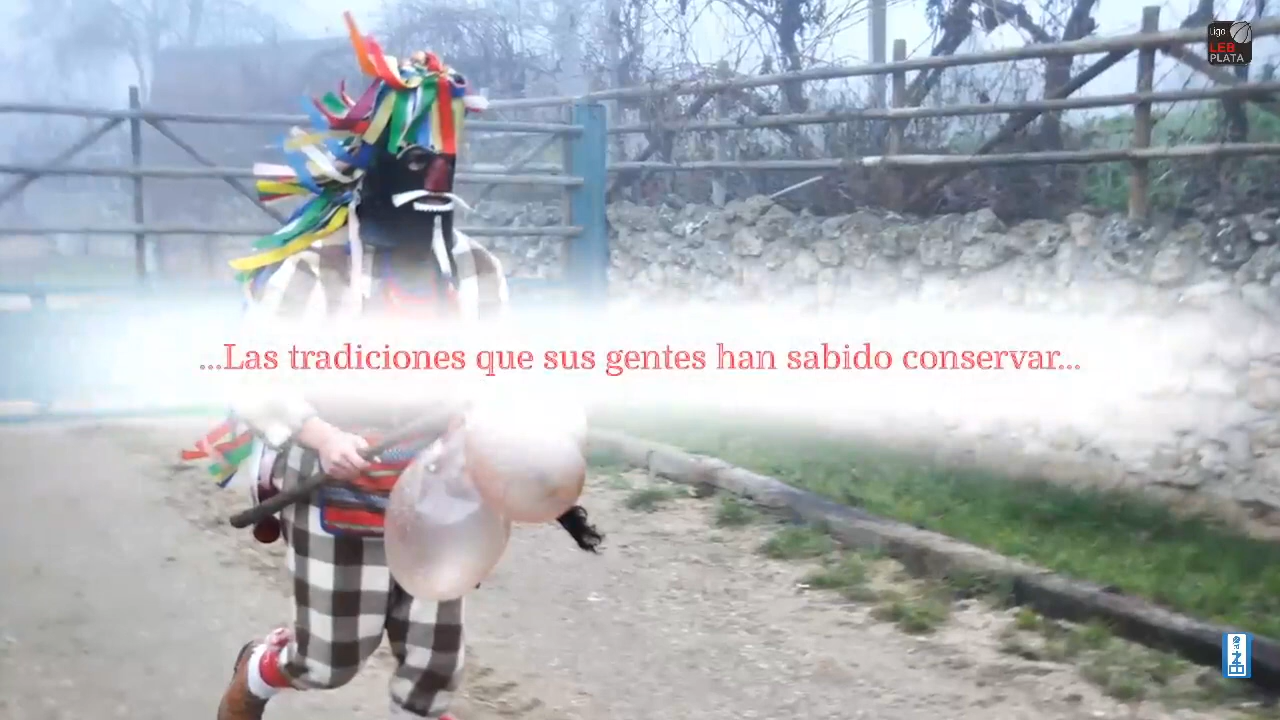 Liga
LEB
PLATA
...Las tradiciones que sus gentes han sabido conservar...